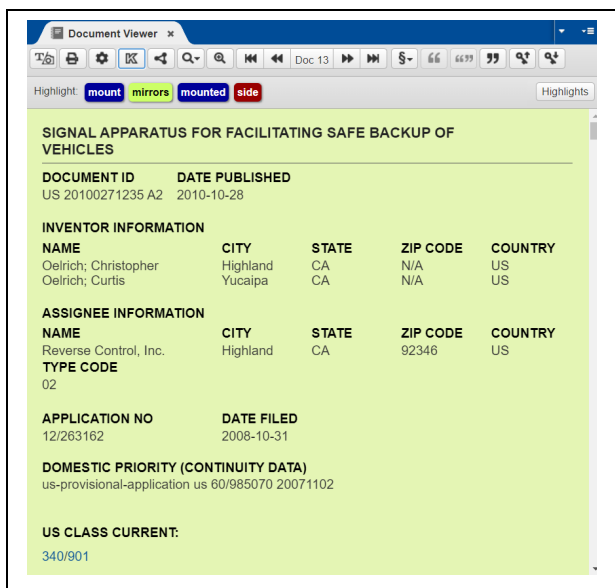 Document Viewer
Doc 13
Highlight: mount mirrors mounted side Highlights
SIGNAL APPARATUS FOR FACILITATING SAFE BACKUP OF
VEHICLES
DOCUMENT ID DATE PUBLISHED
US 20100271235 A2 2010-10-28
INVENTOR INFORMATION
NAME CITY STATE ZIP CODE COUNTRY
Oelrich; Christopher Highland CA N/A US
Oelrich; Curtis Yucaipa CA N/A US
ASSIGNEE INFORMATION
NAME CITY STATE ZIP CODE COUNTRY
Reverse Control, Inc. Highland CA 92346 US
TYPE CODE
02
APPLICATION NO DATE FILED
12/263162 2008-10-31
DOMESTIC PRIORITY (CONTINUITY DATA)
us-provisional-application us 60/985070 20071102
US CLASS CURRENT:
340/901